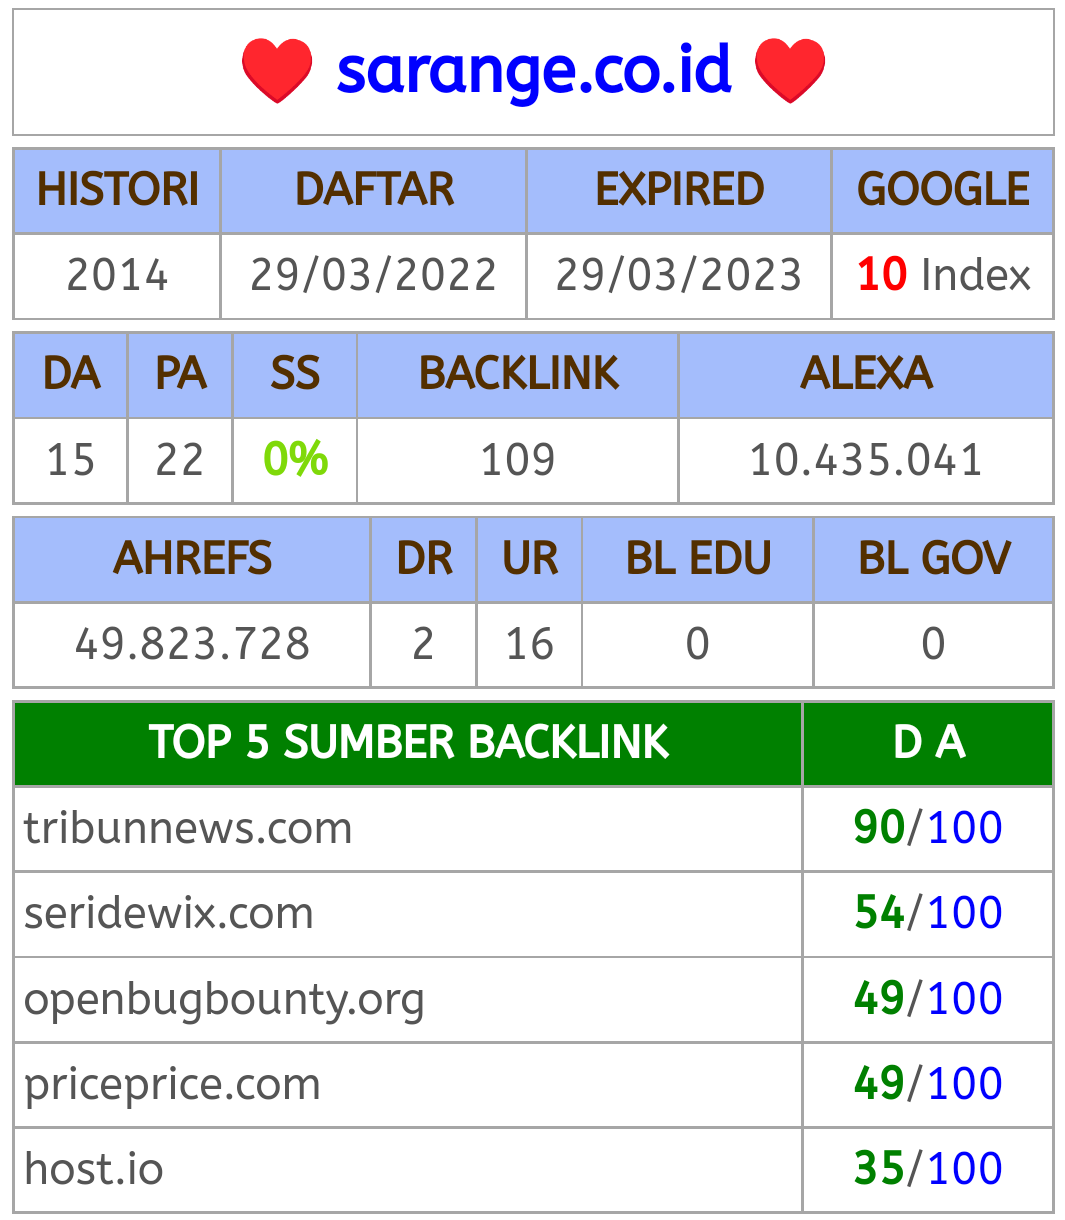 sarange.co.id
HISTORI DAFTAR EXPIRED GOOGLE
2014 29/03/2022 29/03/2023 10 Index
DA PA SS BACKLINK ALEXA
15 22 0% 109 10.435.041
AHREFS DR UR BL EDU BL GOV
49.823.728 2 16 0 0
TOP 5 SUMBER BACKLINK D A
tribunnews.com 90/100
seridewix.com 54/100
openbugbounty.org 49/100
priceprice.com 49/100
host.io 35/100